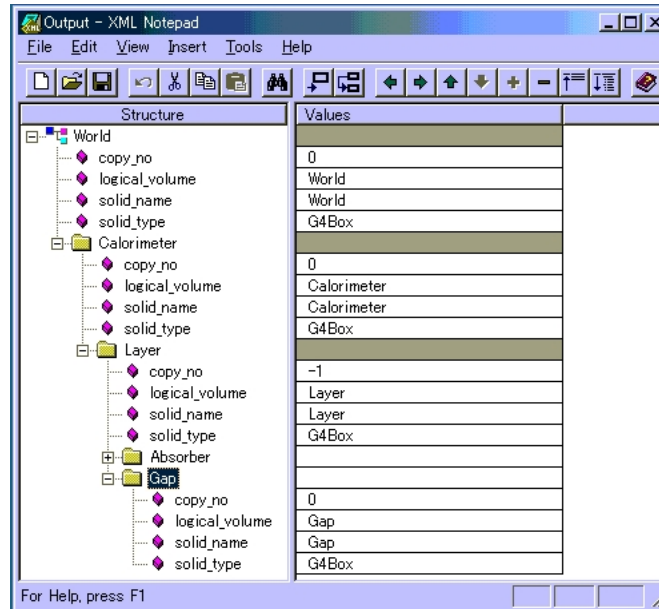 Output - XML Notepad
File Edit View Insert Tools Help
Structure Values
World
copy_no 0
logical_volume World
solid_name World
solid_type G4Box
Calorimeter
copy_no 0
logical_volume Calorimeter
solid_name Calorimeter
solid_type G4Box
Layer
copy_no -1
logical_volume Layer
solid_name Layer
solid_type G4Box
Absorber
Gap
copy_no 0
logical_volume Gap
solid_name Gap
solid_type G4Box
For Help, press F1